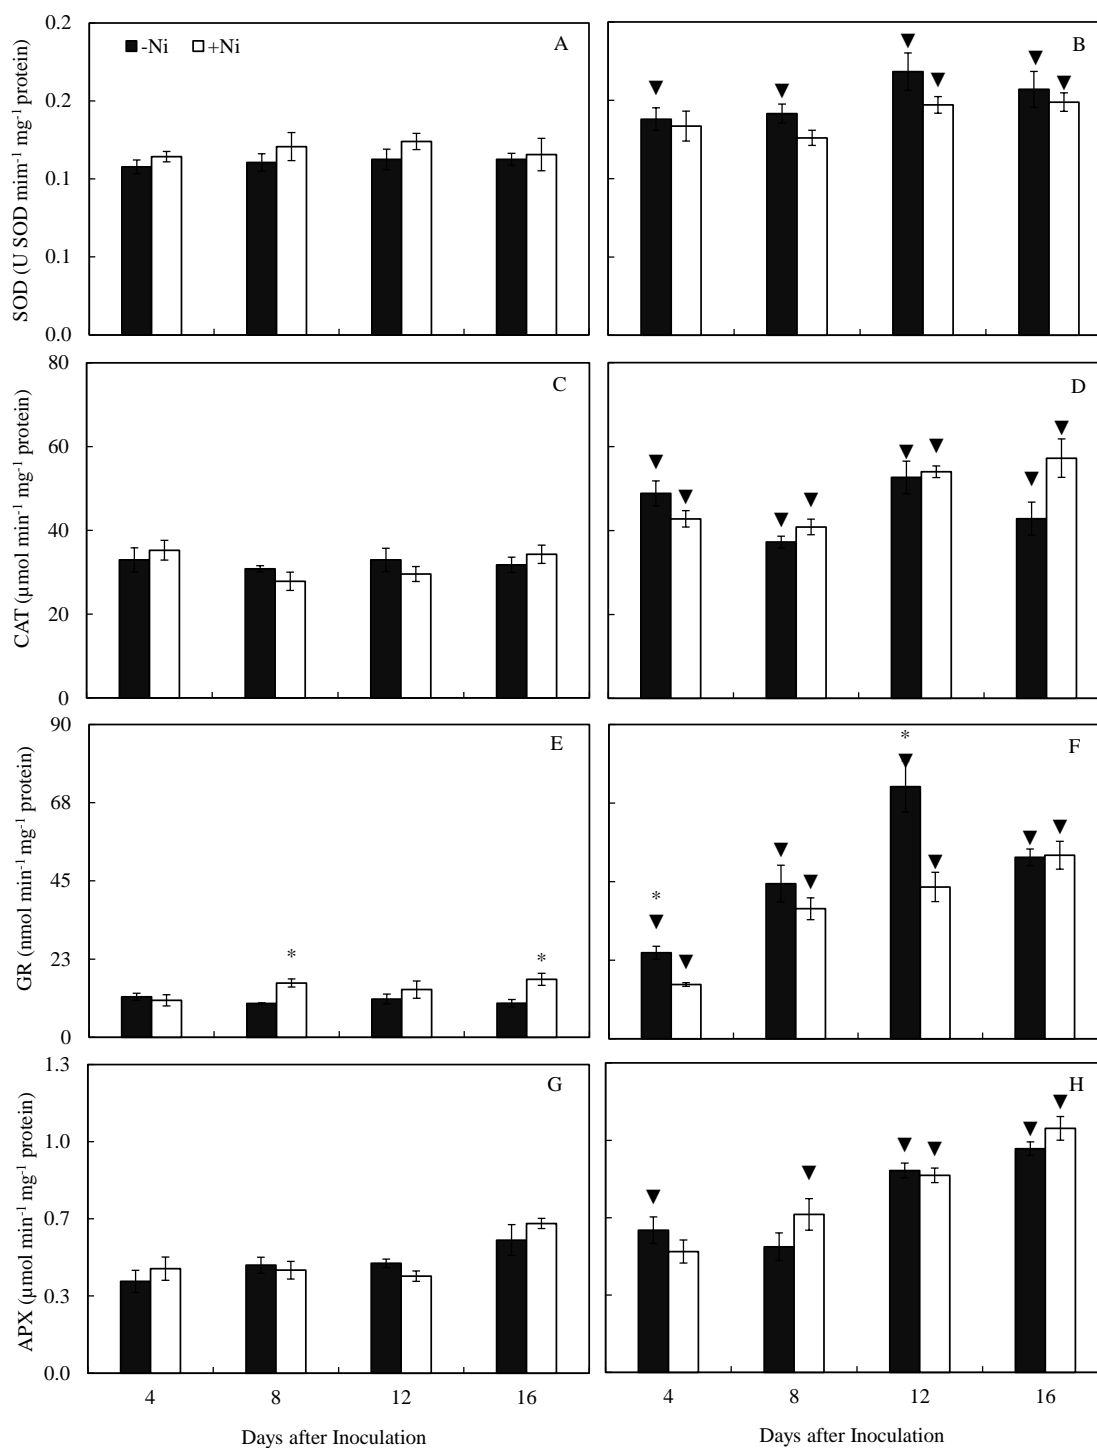 SOD (U SOD mim⁻¹ mg⁻¹ protein)
0.2
0.2
0.1
0.1
0.0
-Ni +Ni
A
B
CAT (µmol min⁻¹ mg⁻¹ protein)
80
60
40
20
0
C
D
GR (nmol min⁻¹ mg⁻¹ protein)
90
68
45
23
0
E
* *
F
* *
APX (µmol min⁻¹ mg⁻¹ protein)
1.3
1.0
0.7
0.3
0.0
G
H
4 8 12 16
4 8 12 16
Days after Inoculation
Days after Inoculation